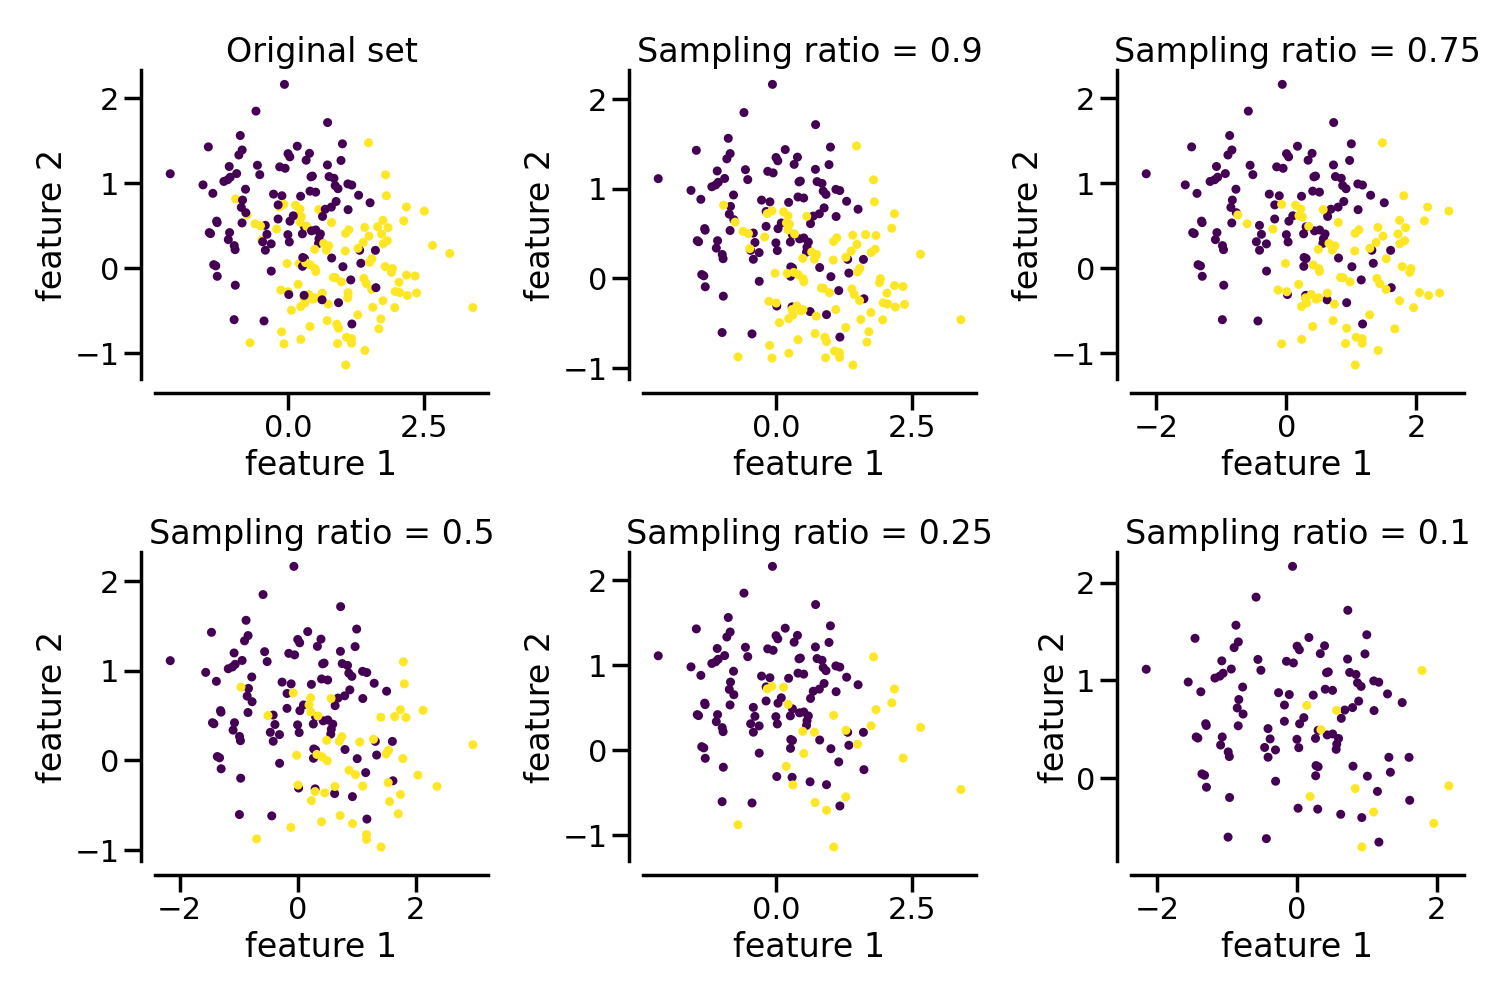 Original set
feature 2
2
1
0
−1
0.0 2.5
feature 1
Sampling ratio = 0.9
feature 2
2
1
0
−1
0.0 2.5
feature 1
Sampling ratio = 0.75
feature 2
2
1
0
−1
−2 0 2
feature 1
Sampling ratio = 0.5
feature 2
2
1
0
−1
−2 0 2
feature 1
Sampling ratio = 0.25
feature 2
2
1
0
−1
0.0 2.5
feature 1
Sampling ratio = 0.1
feature 2
2
1
0
−2 0 2
feature 1